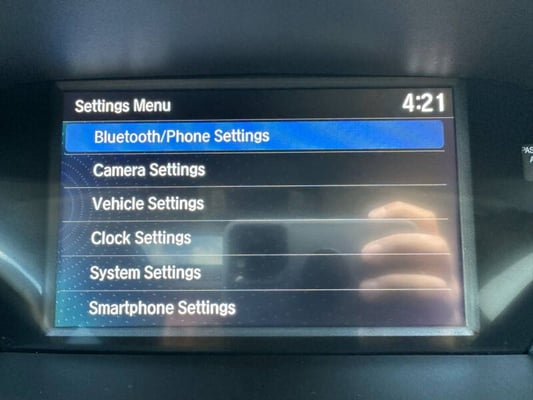 Settings Menu
4:21
Bluetooth/Phone Settings
Camera Settings
Vehicle Settings
Clock Settings
System Settings
Smartphone Settings